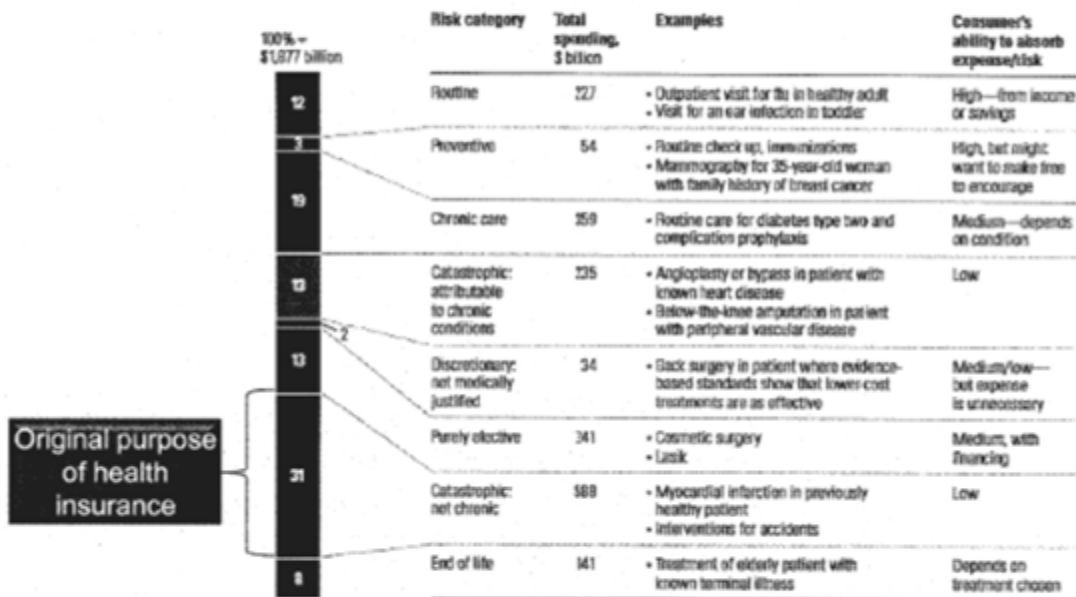 100% =
$1,877 billion
Risk category
Total
spending,
$ billion
Examples
Consumer's
ability to absorb
expense/risk
12
Routine
227
• Outpatient visit for flu in healthy adult
• Visit for an ear infection in toddler
High—from income
or savings
3
Preventive
54
• Routine check up, immunizations
• Mammography for 35-year-old woman
with family history of breast cancer
High, but might
want to make free
to encourage
19
Chronic care
359
• Routine care for diabetes type two and
complication prophylaxis
Medium—depends
on condition
13
Catastrophic:
attributable
to chronic
conditions
235
• Angioplasty or bypass in patient with
known heart disease
• Below-the-knee amputation in patient
with peripheral vascular disease
Low
2
Discretionary:
not medically
justified
34
• Back surgery in patient where evidence-
based standards show that lower-cost
treatments are as effective
Medium/low—
but expense
is unnecessary
13
Purely elective
241
• Cosmetic surgery
• Lasik
Medium, with
financing
Original purpose
of health
insurance
31
Catastrophic:
not chronic
588
• Myocardial infarction in previously
healthy patient
• Interventions for accidents
Low
8
End of life
141
• Treatment of elderly patient with
known terminal illness
Depends on
treatment chosen